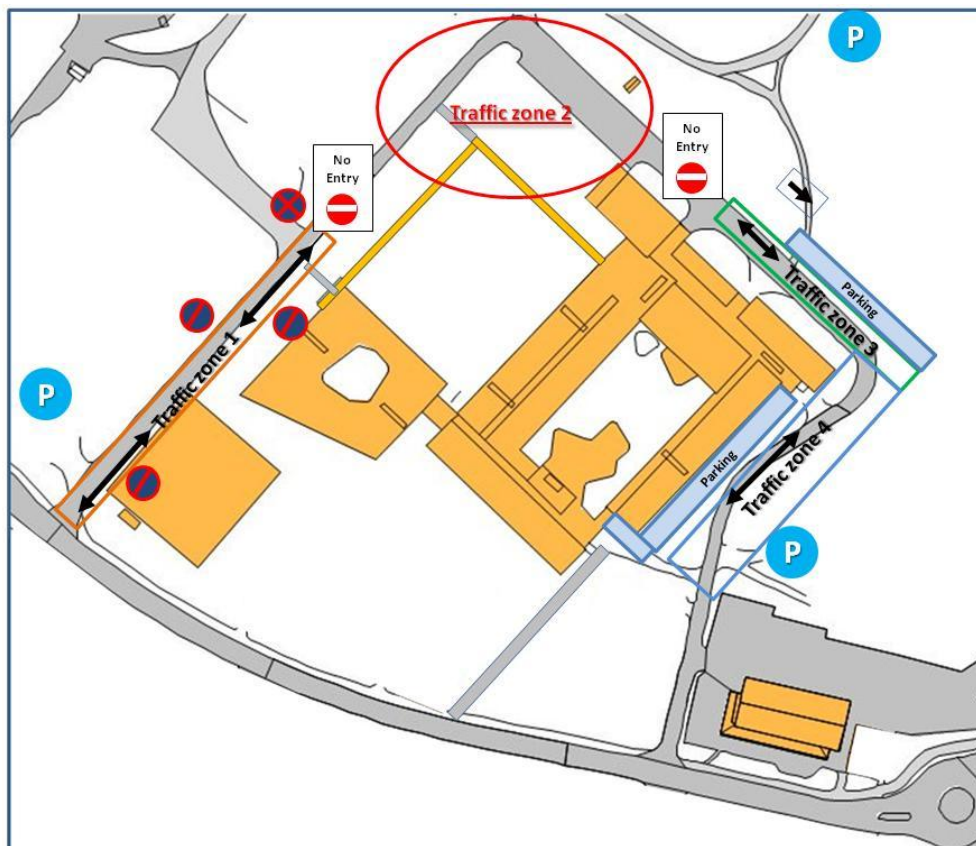 P
Traffic zone 2
No
Entry
No
Entry
Traffic zone 3
Parking
Traffic zone 1
P
Parking
Traffic zone 4
P